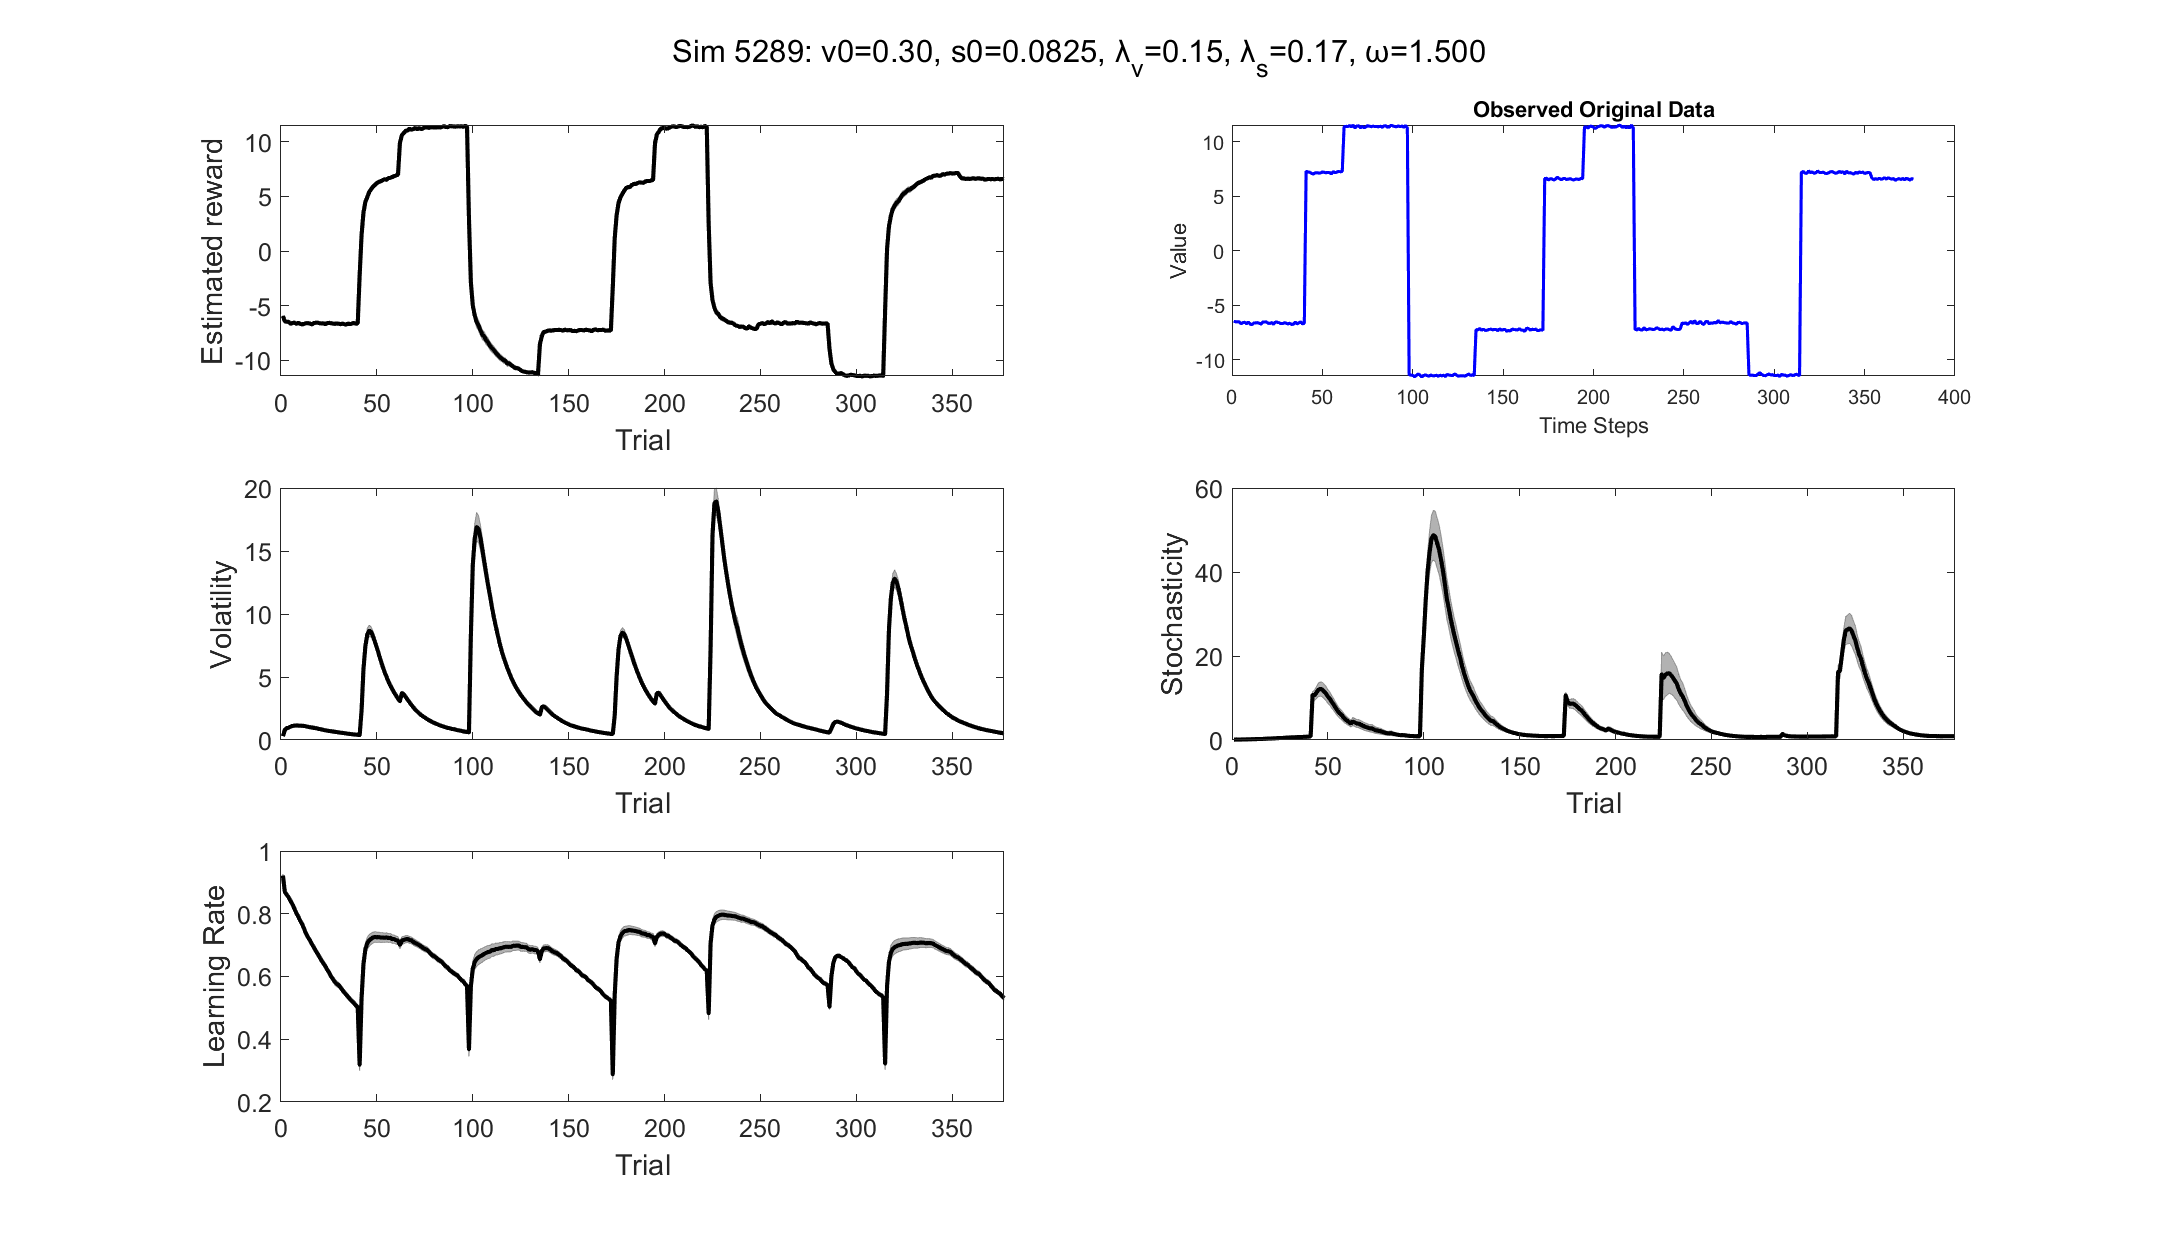 Sim 5289: v0=0.30, s0=0.0825, λv=0.15, λs=0.17, ω=1.500
Estimated reward
10
5
0
-5
-10
0 50 100 150 200 250 300 350
Trial
Observed Original Data
Value
10
5
0
-5
-10
0 50 100 150 200 250 300 350 400
Time Steps
Volatility
20
15
10
5
0
0 50 100 150 200 250 300 350
Trial
Stochasticity
60
40
20
0
0 50 100 150 200 250 300 350
Trial
Learning Rate
1
0.8
0.6
0.4
0.2
0 50 100 150 200 250 300 350
Trial